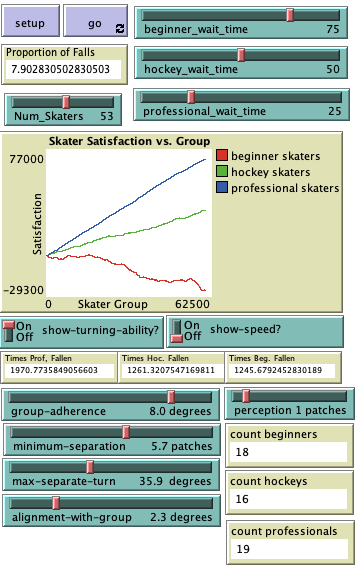 setup
go
beginner_wait_time 75
Proportion of Falls
7.902830502830503
hockey_wait_time 50
Num_Skaters 53
professional_wait_time 25
Skater Satisfaction vs. Group
77000
Satisfaction
-29300
0
Skater Group
62500
beginner skaters
hockey skaters
professional skaters
On
Off
show-turning-ability?
On
Off
show-speed?
Times Prof, Fallen
1970.7735849056603
Times Hoc. Fallen
1261.3207547169811
Times Beg. Fallen
1245.6792452830189
group-adherence 8.0 degrees
perception 1 patches
minimum-separation 5.7 patches
count beginners
18
max-separate-turn 35.9 degrees
count hockeys
16
alignment-with-group 2.3 degrees
count professionals
19